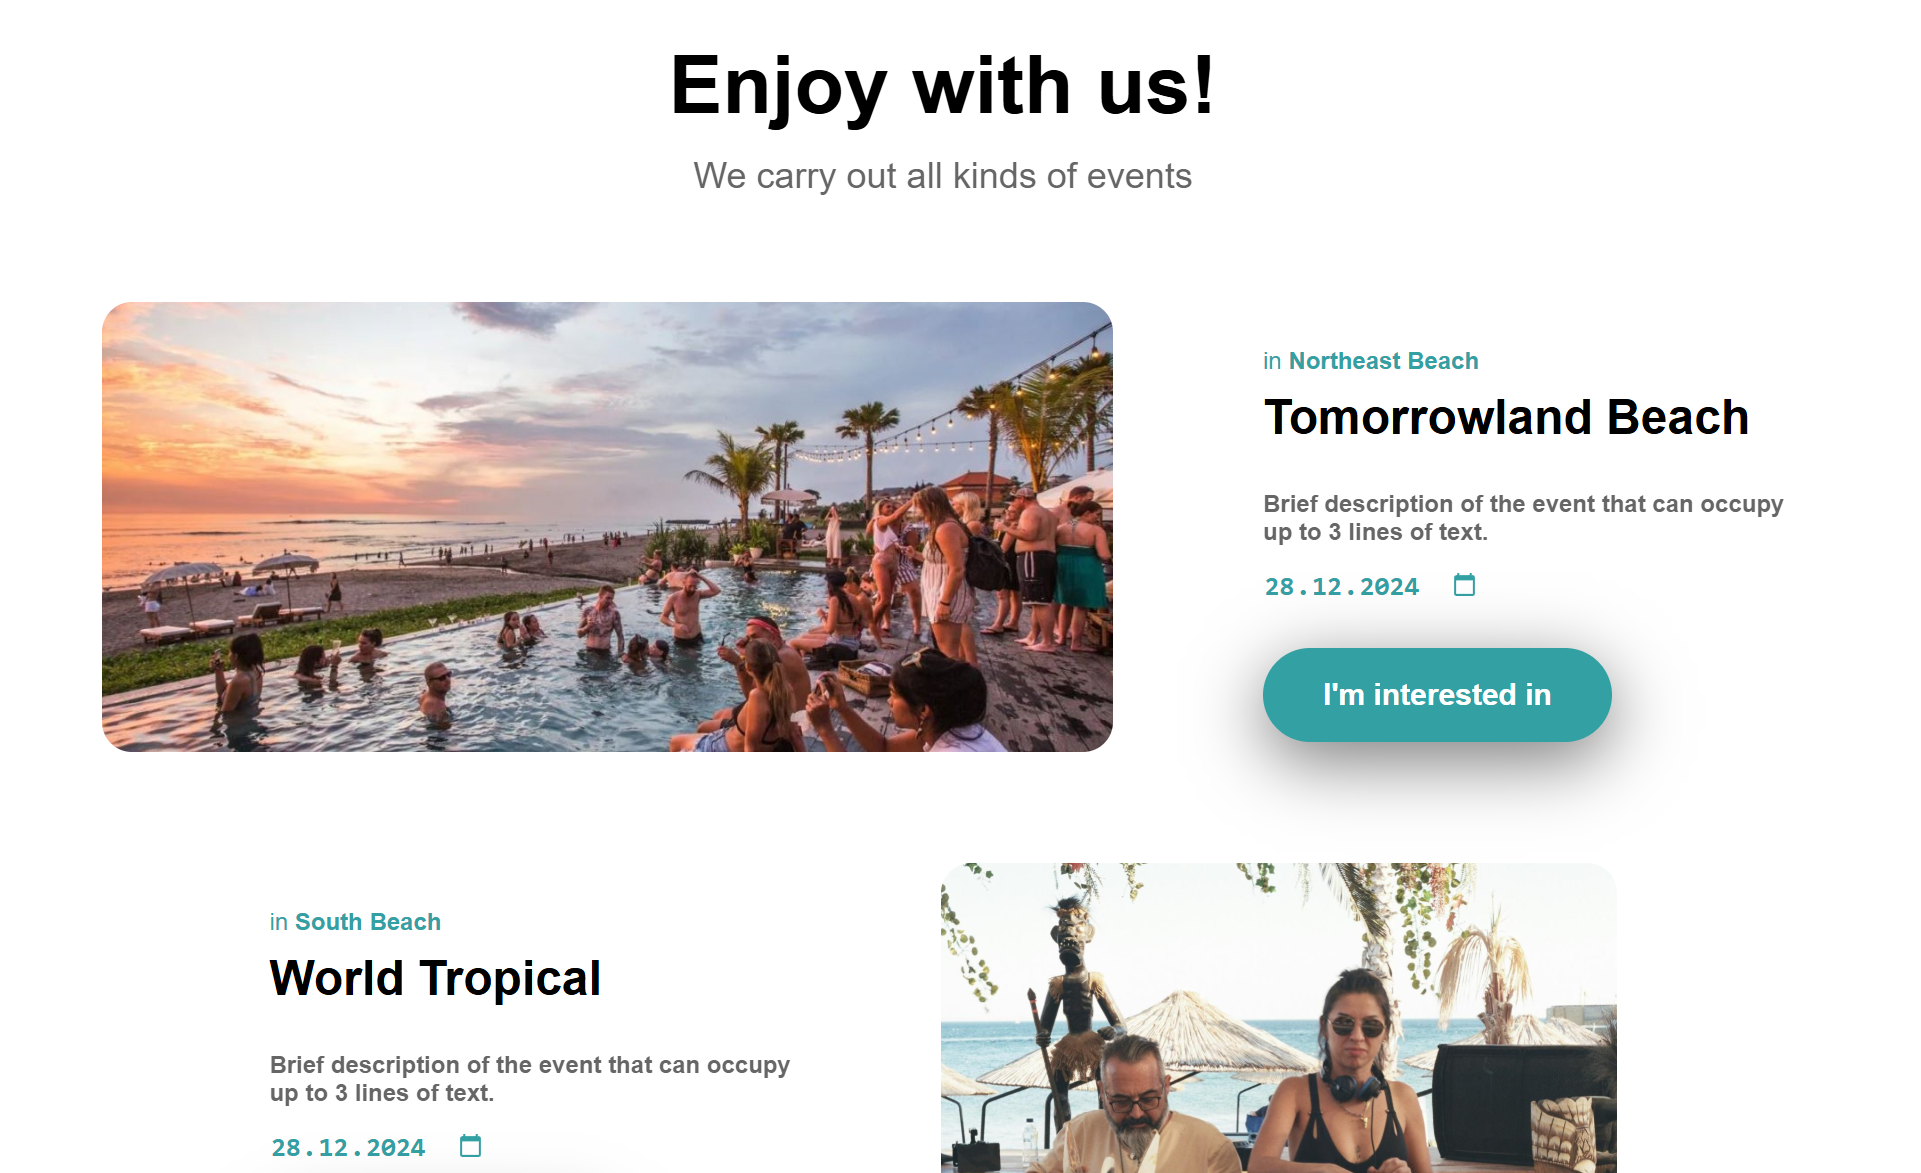 Enjoy with us!
We carry out all kinds of events
in Northeast Beach
Tomorrowland Beach
Brief description of the event that can occupy
up to 3 lines of text.
28.12.2024
I'm interested in
in South Beach
World Tropical
Brief description of the event that can occupy
up to 3 lines of text.
28.12.2024